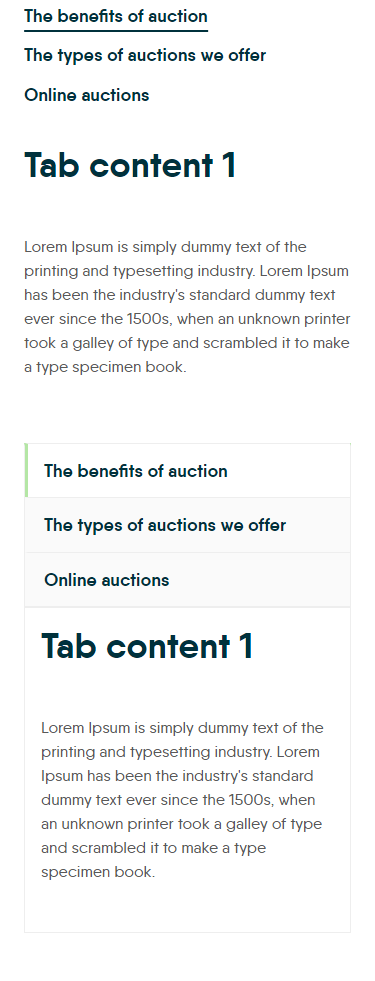 The benefits of auction
The types of auctions we offer
Online auctions
Tab content 1
Lorem Ipsum is simply dummy text of the
printing and typesetting industry. Lorem Ipsum
has been the industry's standard dummy text
ever since the 1500s, when an unknown printer
took a galley of type and scrambled it to make
a type specimen book.
The benefits of auction
The types of auctions we offer
Online auctions
Tab content 1
Lorem Ipsum is simply dummy text of the
printing and typesetting industry. Lorem
Ipsum has been the industry's standard
dummy text ever since the 1500s, when
an unknown printer took a galley of type
and scrambled it to make a type
specimen book.